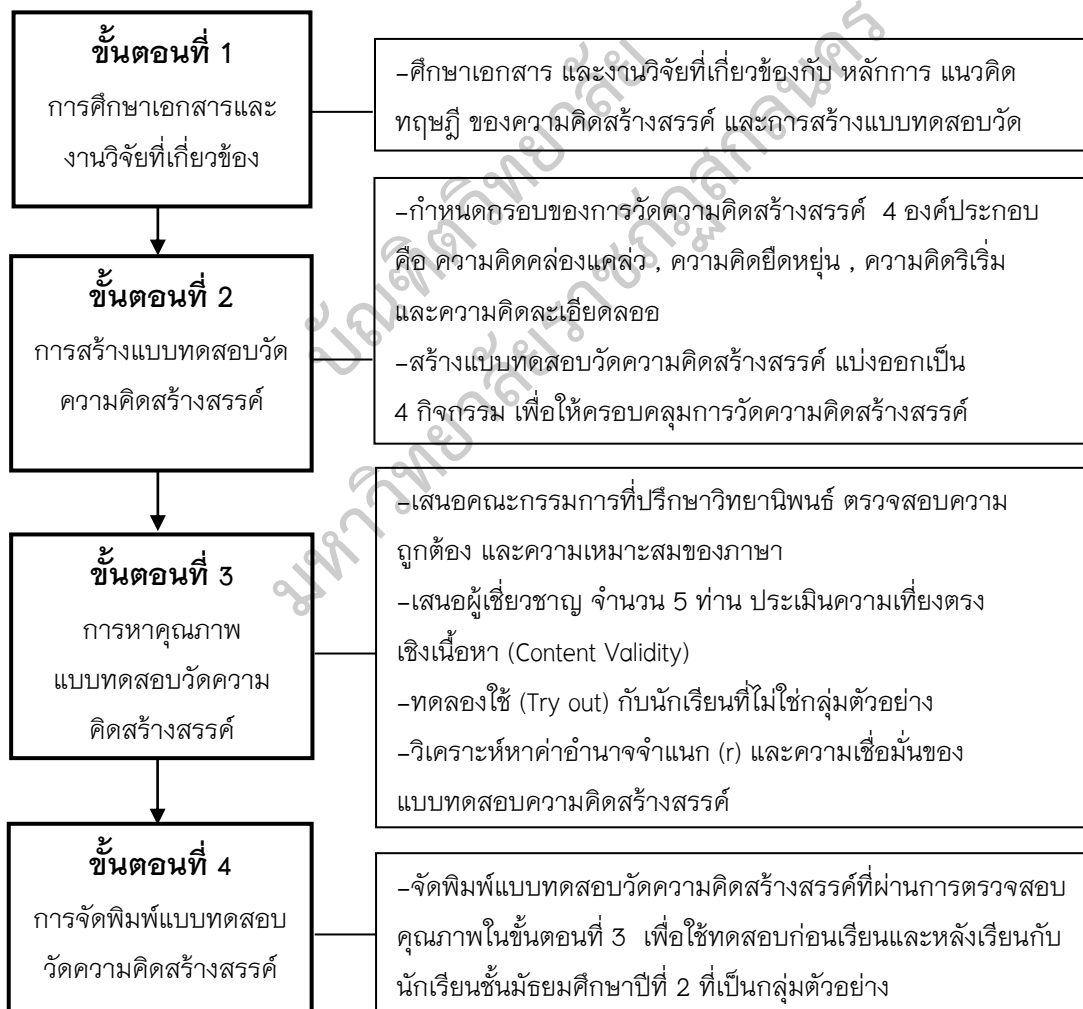 ขั้นตอนที่ 1
การศึกษาเอกสารและ
งานวิจัยที่เกี่ยวข้อง
-ศึกษาเอกสาร และงานวิจัยที่เกี่ยวข้องกับ หลักการ แนวคิด
ทฤษฎี ของความคิดสร้างสรรค์ และการสร้างแบบทดสอบวัด
ขั้นตอนที่ 2
การสร้างแบบทดสอบวัด
ความคิดสร้างสรรค์
-กำหนดกรอบของการวัดความคิดสร้างสรรค์ 4 องค์ประกอบ
คือ ความคิดคล่องแคล่ว , ความคิดยืดหยุ่น , ความคิดริเริ่ม
และความคิดละเอียดลออ
-สร้างแบบทดสอบวัดความคิดสร้างสรรค์ แบ่งออกเป็น
4 กิจกรรม เพื่อให้ครอบคลุมการวัดความคิดสร้างสรรค์
ขั้นตอนที่ 3
การหาคุณภาพ
แบบทดสอบวัดความ
คิดสร้างสรรค์
-เสนอคณะกรรมการที่ปรึกษาวิทยานิพนธ์ ตรวจสอบความ
ถูกต้อง และความเหมาะสมของภาษา
-เสนอผู้เชี่ยวชาญ จำนวน 5 ท่าน ประเมินความเที่ยงตรง
เชิงเนื้อหา (Content Validity)
-ทดลองใช้ (Try out) กับนักเรียนที่ไม่ใช่กลุ่มตัวอย่าง
-วิเคราะห์หาค่าอำนาจจำแนก (r) และความเชื่อมั่นของ
แบบทดสอบความคิดสร้างสรรค์
ขั้นตอนที่ 4
การจัดพิมพ์แบบทดสอบ
วัดความคิดสร้างสรรค์
-จัดพิมพ์แบบทดสอบวัดความคิดสร้างสรรค์ที่ผ่านการตรวจสอบ
คุณภาพในขั้นตอนที่ 3 เพื่อใช้ทดสอบก่อนเรียนและหลังเรียนกับ
นักเรียนชั้นมัธยมศึกษาปีที่ 2 ที่เป็นกลุ่มตัวอย่าง
บัณฑิตวิทยาลัย
มหาวิทยาลัยราชภัฏสกลนคร